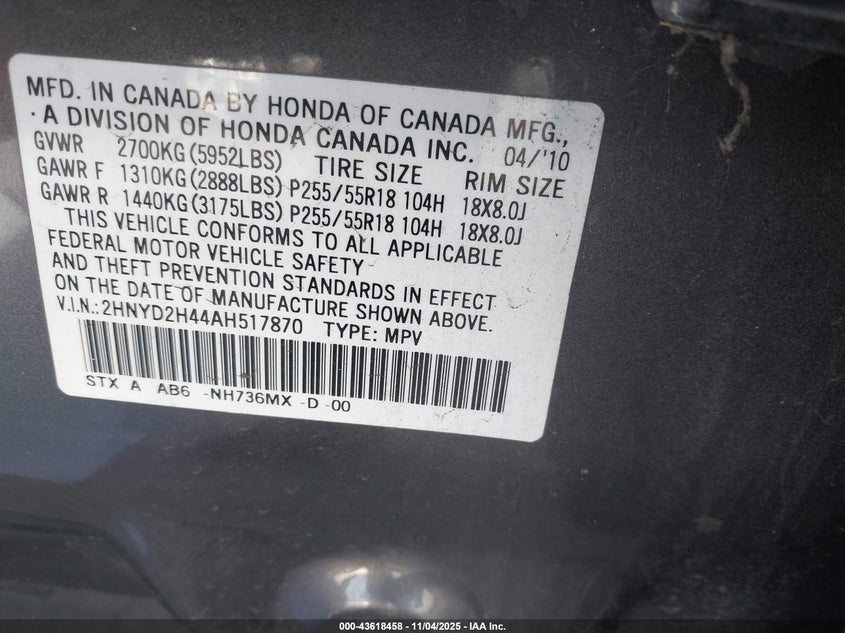 MFD. IN CANADA BY HONDA OF CANADA MFG.,
· A DIVISION OF HONDA CANADA INC. 04/'10
GVWR 2700KG (5952LBS) TIRE SIZE RIM SIZE
GAWR F 1310KG (2888LBS) P255/55R18 104H 18X8.0J
GAWR R 1440KG (3175LBS) P255/55R18 104H 18X8.0J
THIS VEHICLE CONFORMS TO ALL APPLICABLE
FEDERAL MOTOR VEHICLE SAFETY
AND THEFT PREVENTION STANDARDS IN EFFECT
ON THE DATE OF MANUFACTURE SHOWN ABOVE.
V.I.N.: 2HNYD2H44AH517870 TYPE: MPV
STX A AB6 -NH736MX -D -00
000-43618458 - 11/04/2025 - IAA Inc.